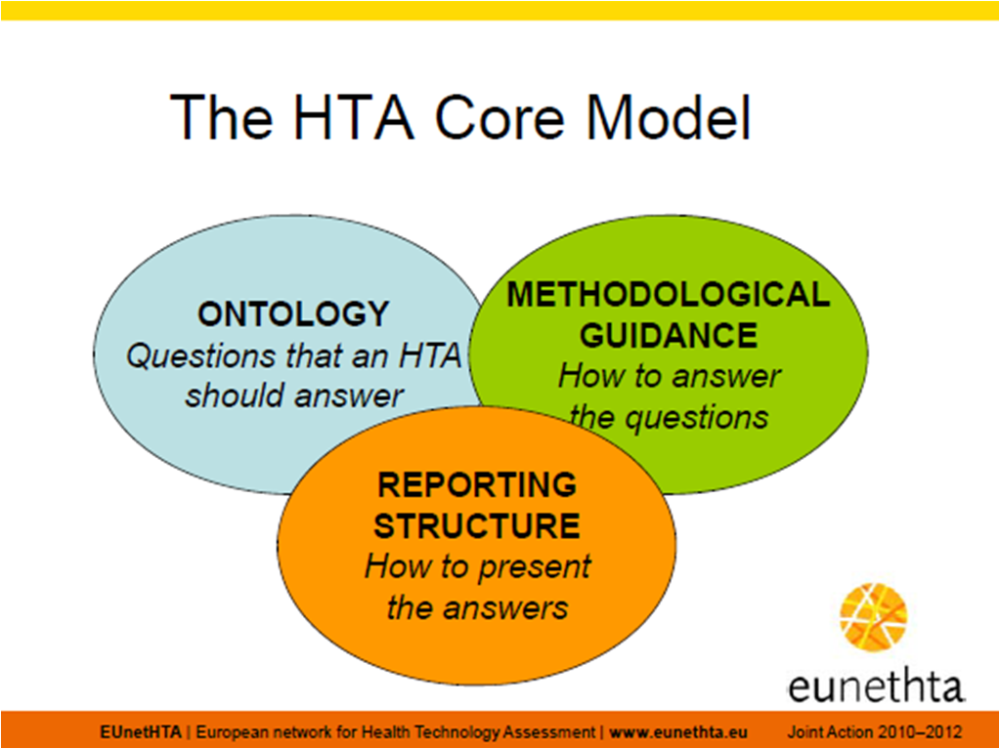 The HTA Core Model
ONTOLOGY
Questions that an HTA
should answer
METHODOLOGICAL
GUIDANCE
How to answer
the questions
REPORTING
STRUCTURE
How to present
the answers
eunethta
EUnetHTA | European network for Health Technology Assessment | www.eunethta.eu
Joint Action 2010–2012